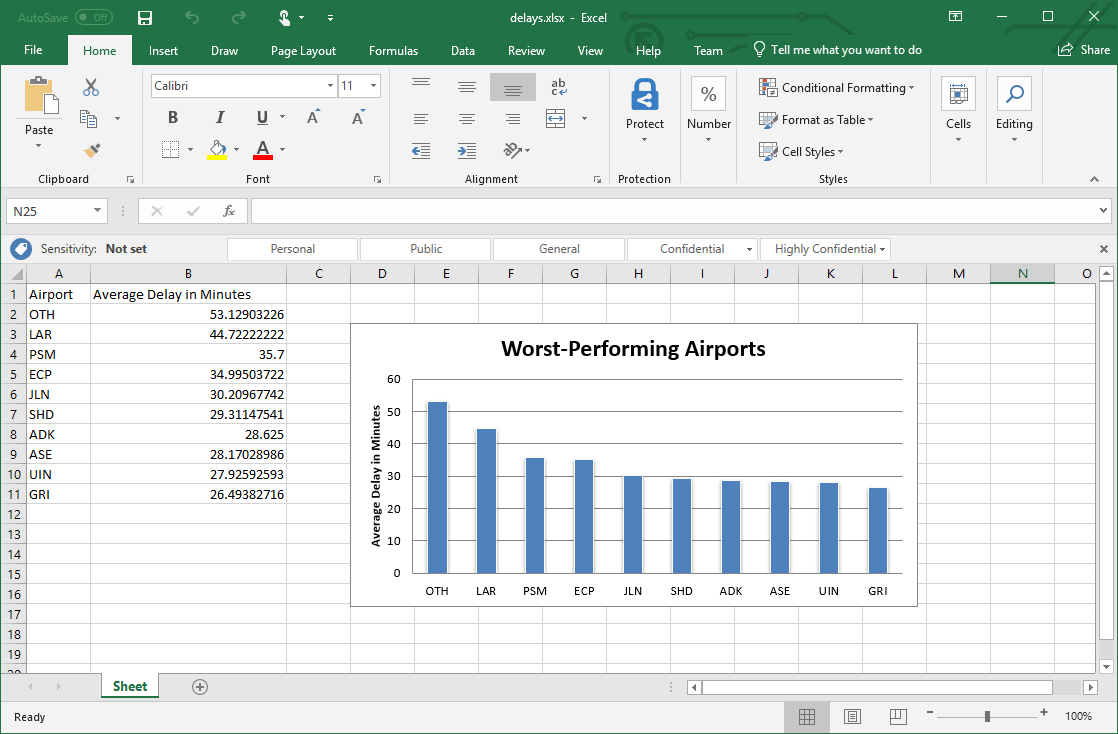 AutoSave Off
delays.xlsx - Excel
File Home Insert Draw Page Layout Formulas Data Review View Help Team Tell me what you want to do Share
Paste
Clipboard
Calibri 11
B I U A A
A
Font
ab
c
Alignment
Protect
Protection
%
Number
Conditional Formatting
Format as Table
Cell Styles
Styles
Cells
Editing
N25 fx
Sensitivity: Not set Personal Public General Confidential Highly Confidential
A B C D E F G H I J K L M N O
1 Airport Average Delay in Minutes
2 OTH 53.12903226
3 LAR 44.72222222
4 PSM 35.7
5 ECP 34.99503722
6 JLN 30.20967742
7 SHD 29.31147541
8 ADK 28.625
9 ASE 28.17028986
10 UIN 27.92592593
11 GRI 26.49382716
12
13
14
15
16
17
18
19
20
Worst-Performing Airports
Average Delay in Minutes
60
50
40
30
20
10
0
OTH LAR PSM ECP JLN SHD ADK ASE UIN GRI
Sheet
Ready
100%